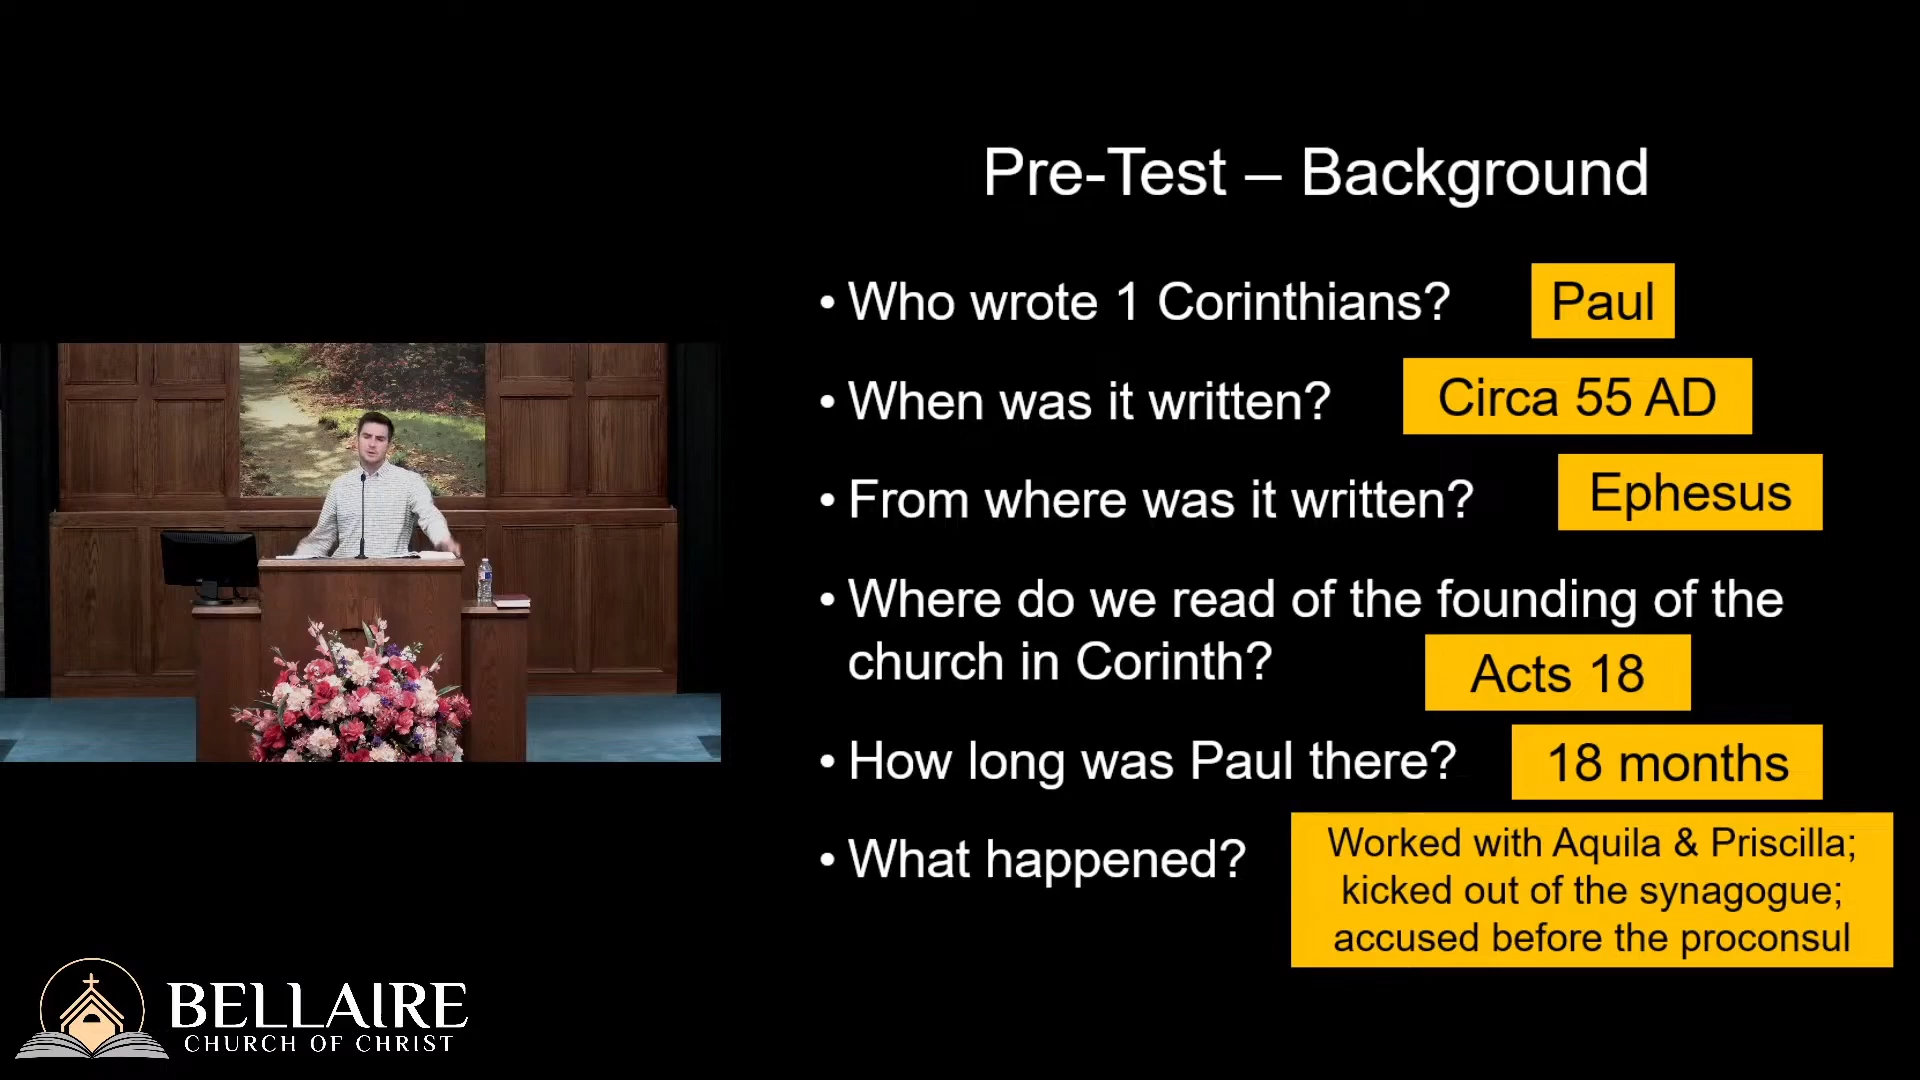 Pre-Test – Background
• Who wrote 1 Corinthians?
Paul
• When was it written?
Circa 55 AD
• From where was it written?
Ephesus
• Where do we read of the founding of the
church in Corinth?
Acts 18
• How long was Paul there?
18 months
• What happened?
Worked with Aquila & Priscilla;
kicked out of the synagogue;
accused before the proconsul
BELLAIRE
CHURCH OF CHRIST